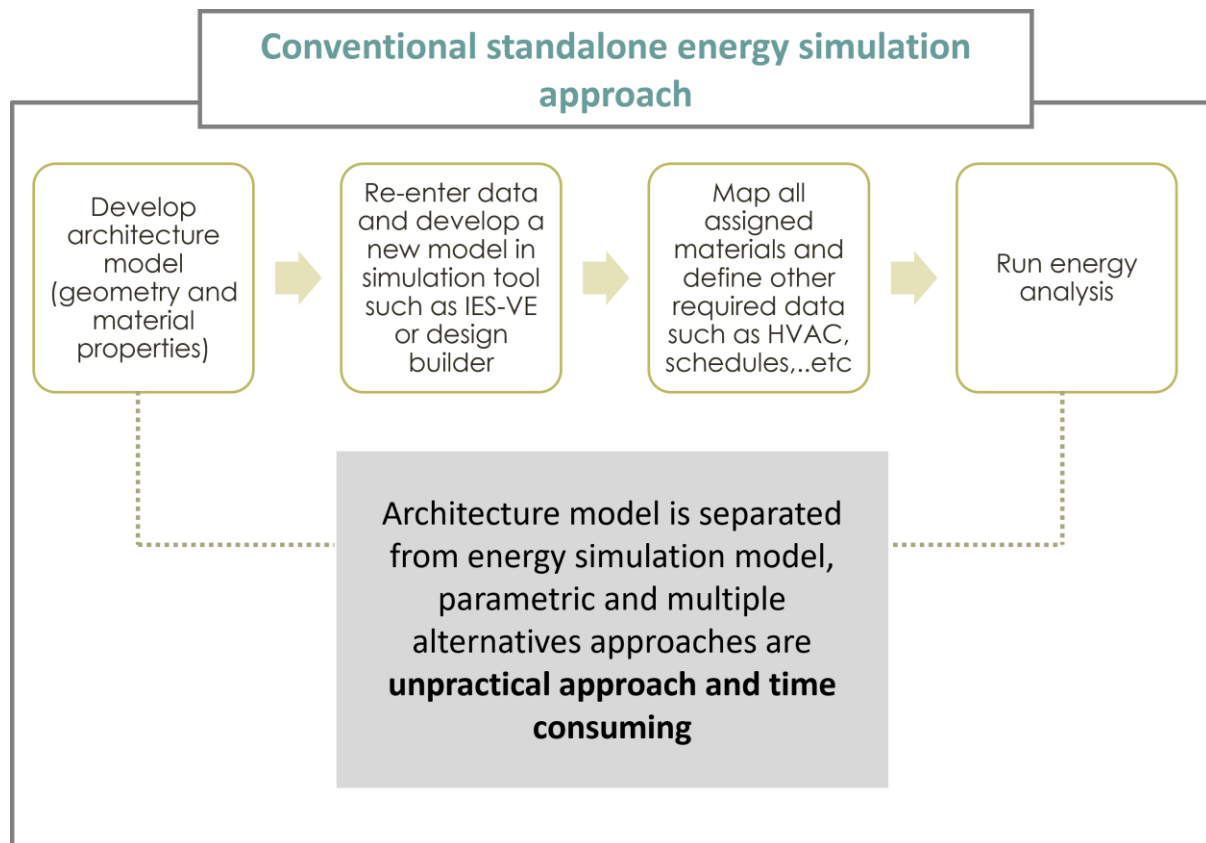 Conventional standalone energy simulation
approach
Develop
architecture
model
(geometry and
material
properties)
Re-enter data
and develop a
new model in
simulation tool
such as IES-VE
or design
builder
Map all
assigned
materials and
define other
required data
such as HVAC,
schedules,..etc
Run energy
analysis
Architecture model is separated
from energy simulation model,
parametric and multiple
alternatives approaches are
unpractical approach and time
consuming